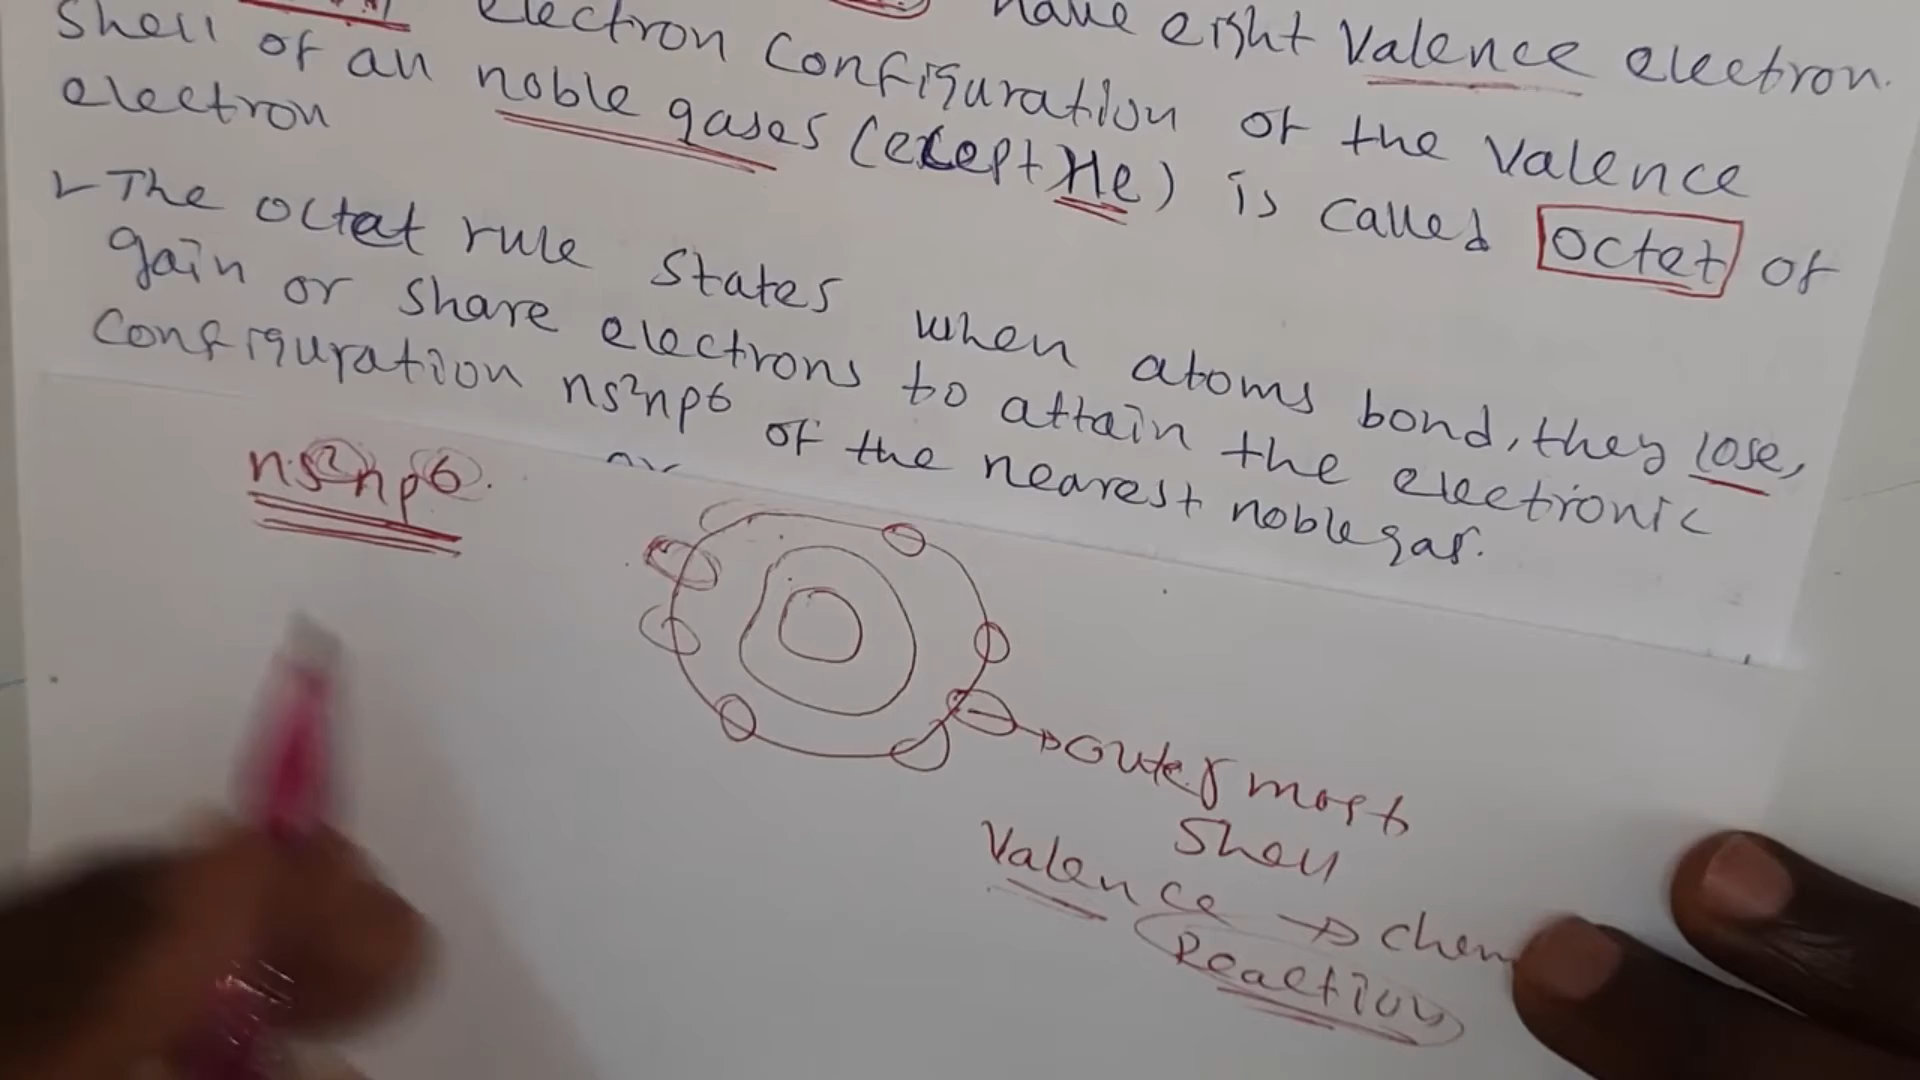 have eight Valence electron.
electron configuration of the Valence
Shell of an noble gases (except He) is called octet of
electron
The octet rule states when atoms bond, they lose,
gain or share electrons to attain the electronic
configuration ns²np6 of the nearest noble gas.
ns²np6.
outermost
Shell
Valence → chem
Reaction